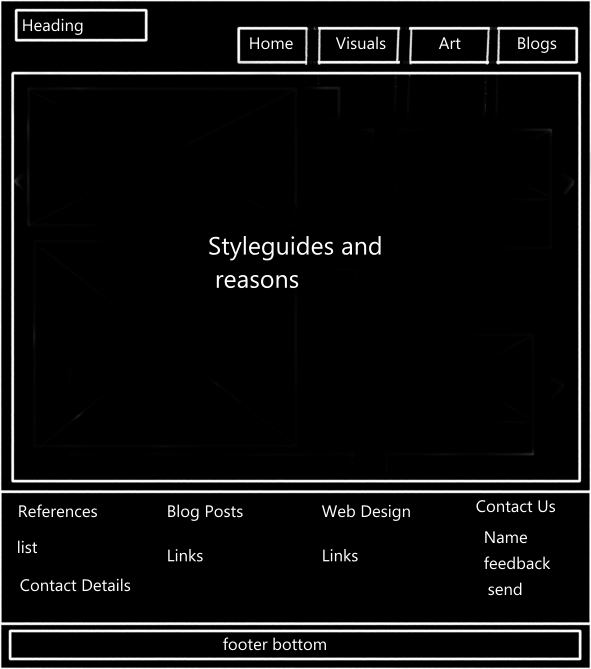 Heading
Home Visuals Art Blogs
Styleguides and
reasons
References Blog Posts Web Design Contact Us
list Links Links Name
feedback
Contact Details send
footer bottom